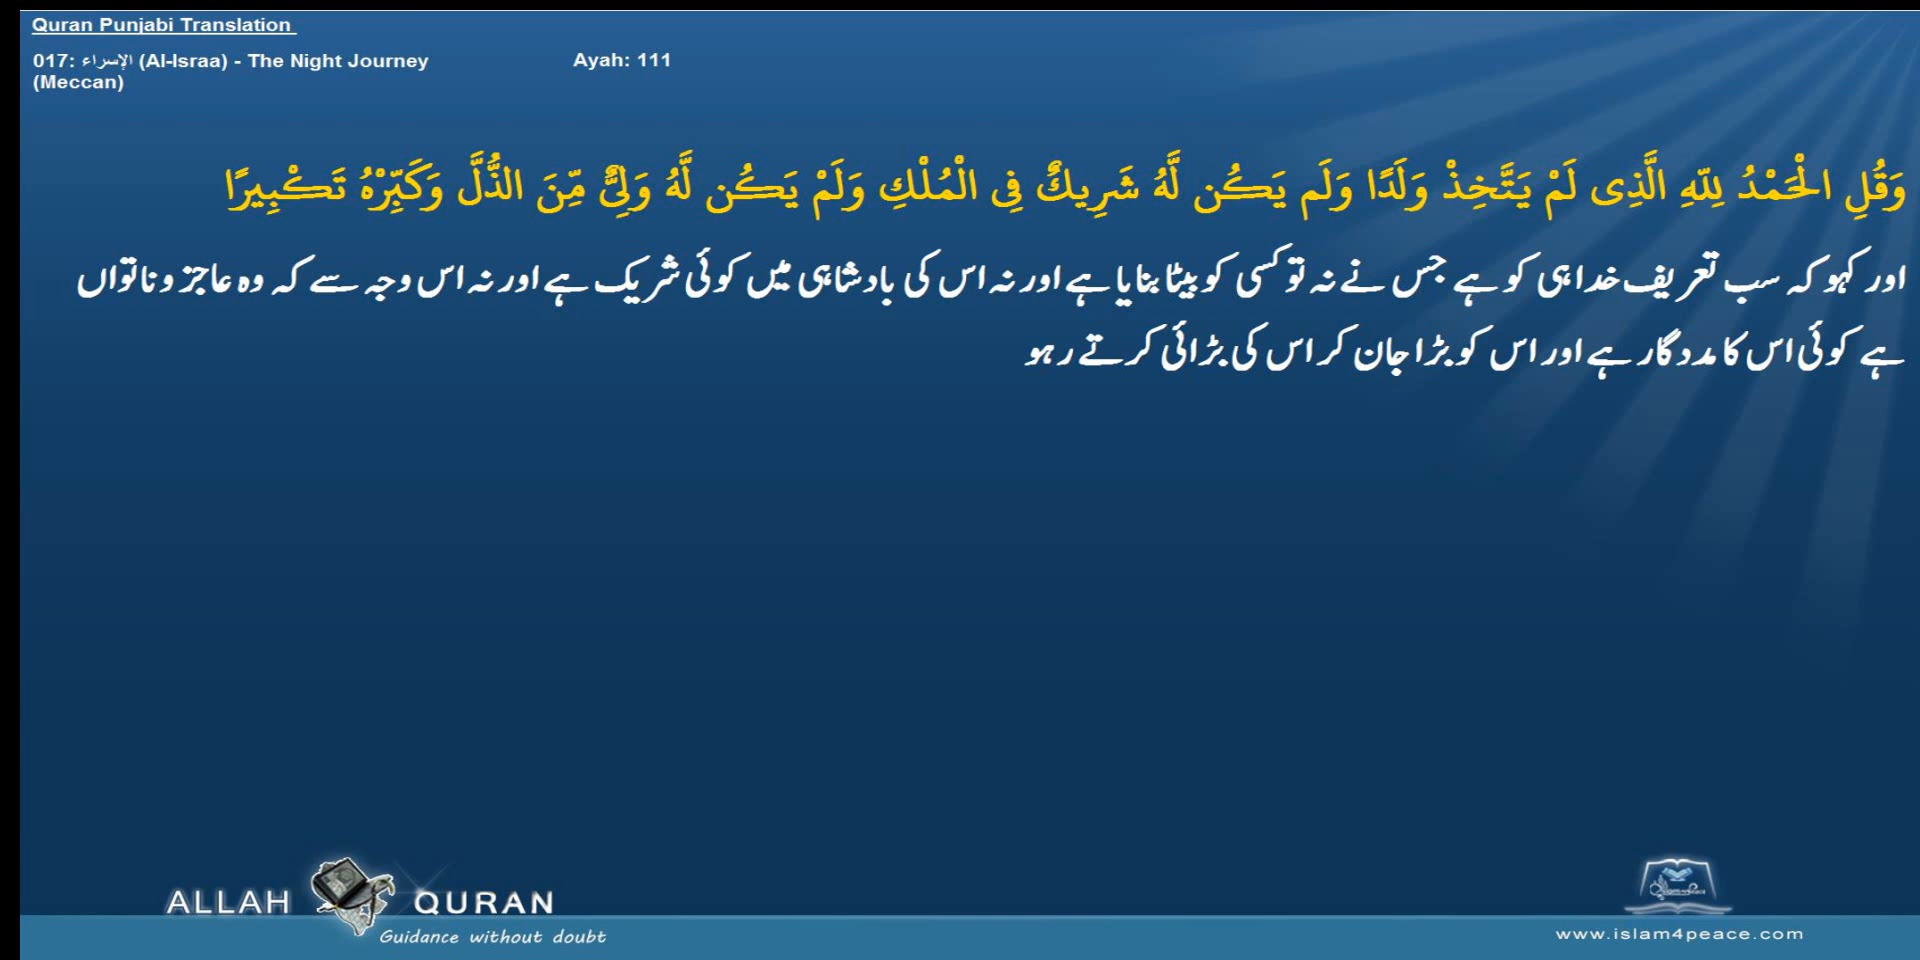 Quran Punjabi Translation
017: الإسراء (Al-Israa) - The Night Journey
(Meccan)
Ayah: 111
وَقُلِ الْحَمْدُ لِلّهِ الَّذِى لَمْ يَتَّخِذْ وَلَدًا وَلَم يَكُن لَّهُ شَرِيكٌ فِى الْمُلْكِ وَلَمْ يَكُن لَّهُ وَلِىٌّ مِّنَ الذُّلَّ وَكَبِّرْهُ تَكْبِيرًا
اور کہو کہ سب تعریف خدا ہی کو ہے جس نے نہ تو کسی کو بیٹا بنایا ہے اور نہ اس کی بادشاہی میں کوئی شریک ہے اور نہ اس وجہ سے کہ وہ عاجز و ناتواں
ہے کوئی اس کا مددگار ہے اور اس کو بڑا جان کر اس کی بڑائی کرتے رہو
ALLAH QURAN
Guidance without doubt
www.islam4peace.com